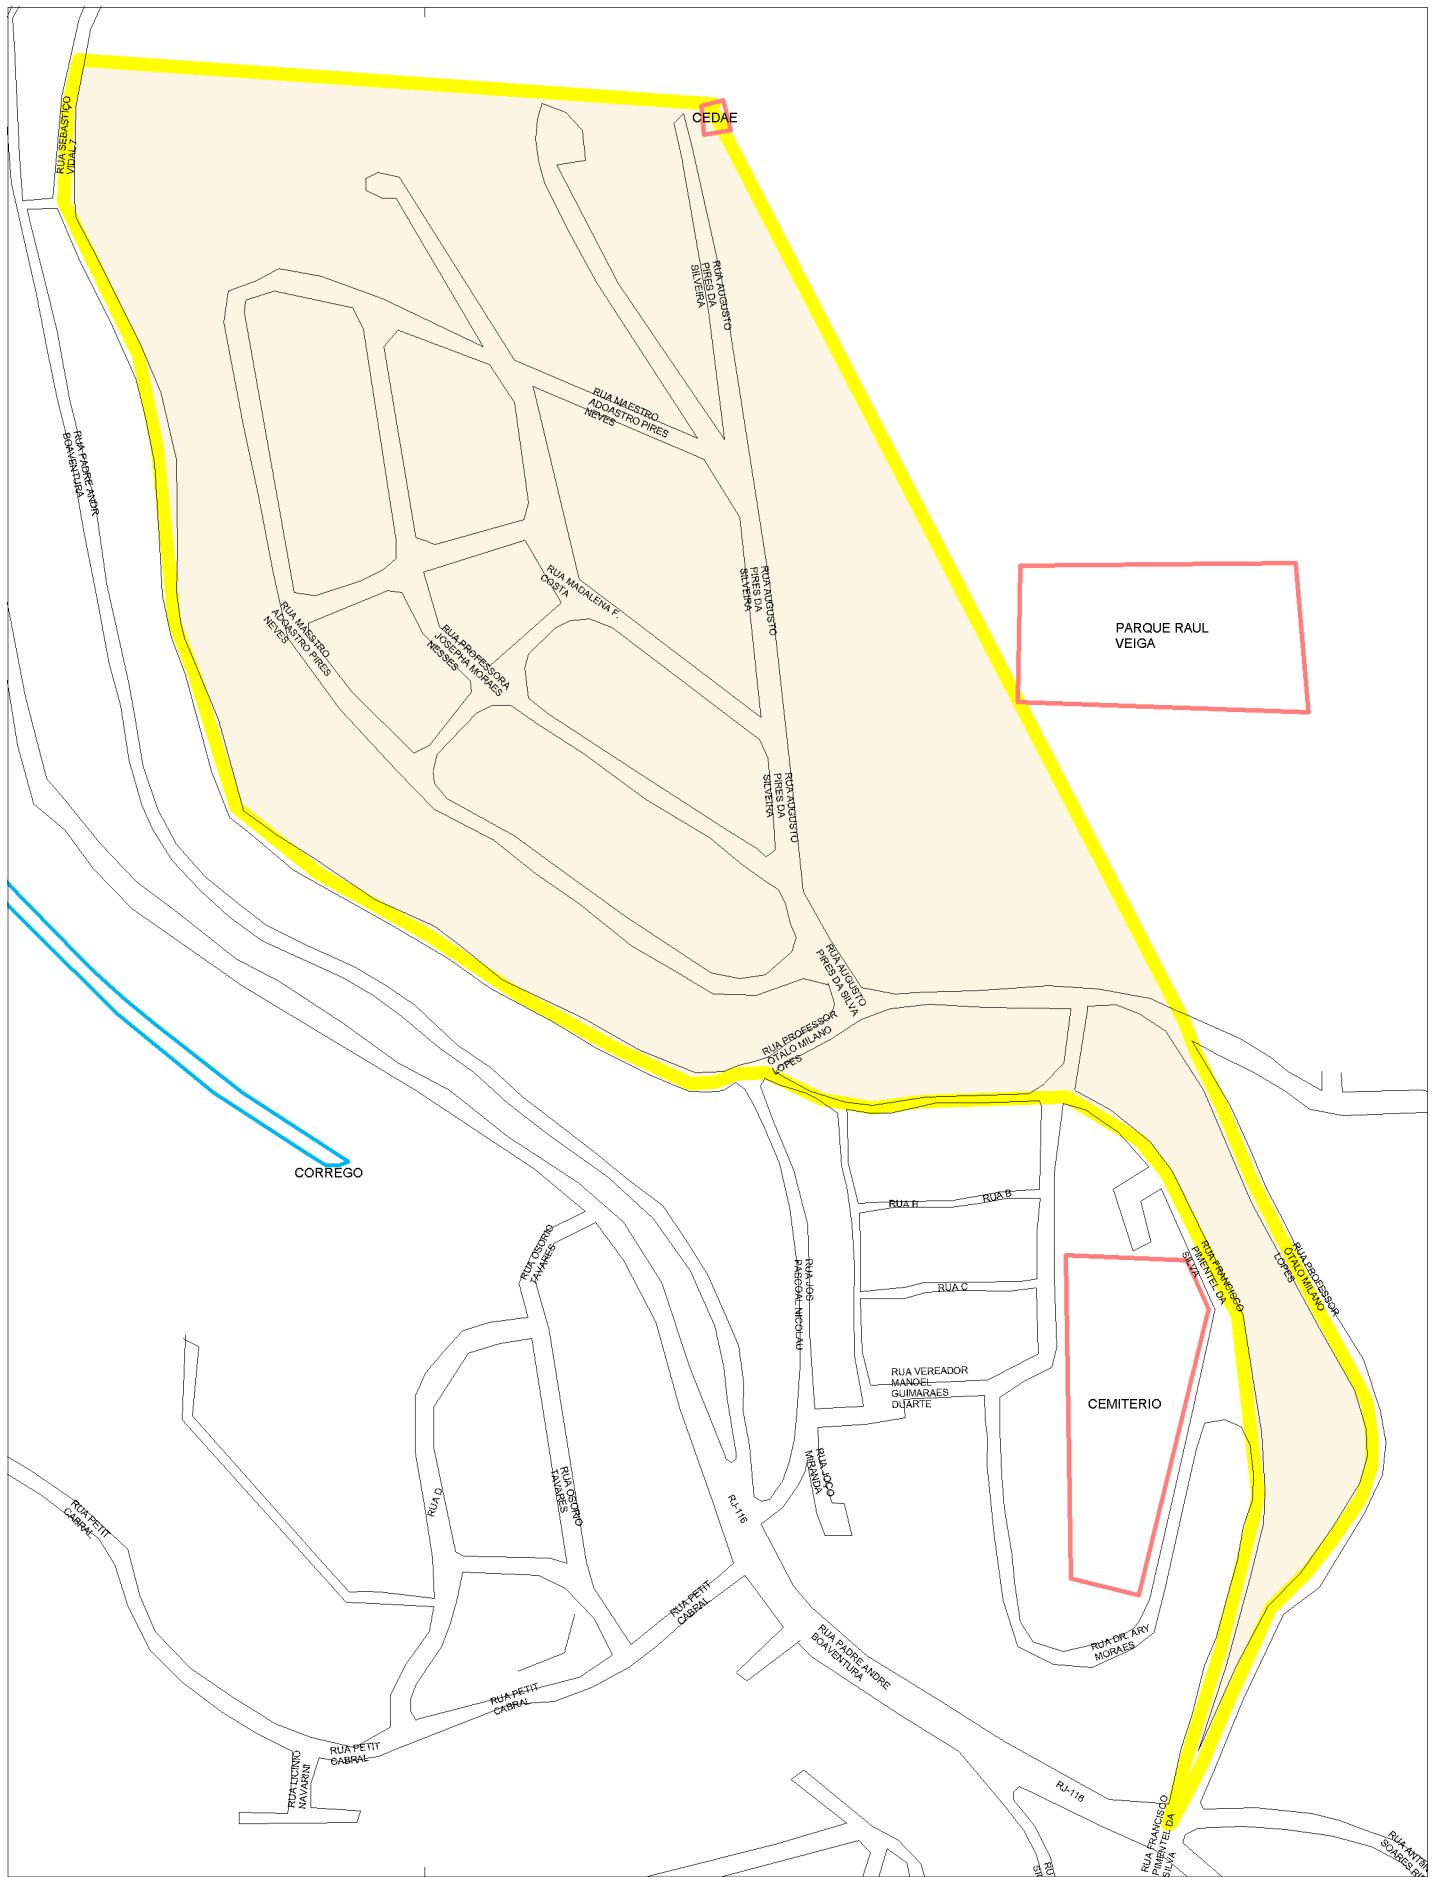 CEDAE
RUA SEBASTIÇO
VIDAL 7
RUA AUGUSTO
PIRES DA
SILVEIRA
RUA MAESTRO
ADOASTRO PIRES
NEVES
RUA PADRE ANDR
BOAVENTURA
RUA MADALENA F.
COSTA
RUA AUGUSTO
PIRES DA
SILVEIRA
RUA MAESTRO
ADOASTRO PIRES
NEVES
RUA PROFESSORA
JOSEPHA MORAES
NESSES
PARQUE RAUL
VEIGA
RUA AUGUSTO
PIRES DA
SILVEIRA
RUA AUGUSTO
PIRES DA SILVA
RUA PROFESSOR
OTALO MILANO
LOPES
CORREGO
RUA B
RUA B
RUA OSORIO
TAVARES
RUA JOS
PASCOAL NICOLAU
RUA C
RUA FRANCISCO
PIMENTEL DA
SILVA
RUA PROFESSOR
OTALO MILANO
LOPES
RUA VEREADOR
MANOEL
GUIMARAES
DUARTE
CEMITERIO
RUA JOÇO
MIRANDA
RUA D
RUA OSORIO
TAVARES
RJ-116
RUA PETIT
CABRAL
RUA PETIT
CABRAL
RUA DR. ARY
MORAES
RUA PADRE ANDRE
BOAVENTURA
RUA PETIT
CABRAL
RUA PETIT
CABRAL
RUA LICINIO
NAVARINI
RJ-116
RUA FRANCISCO
PIMENTEL DA
SILVA
SOARES